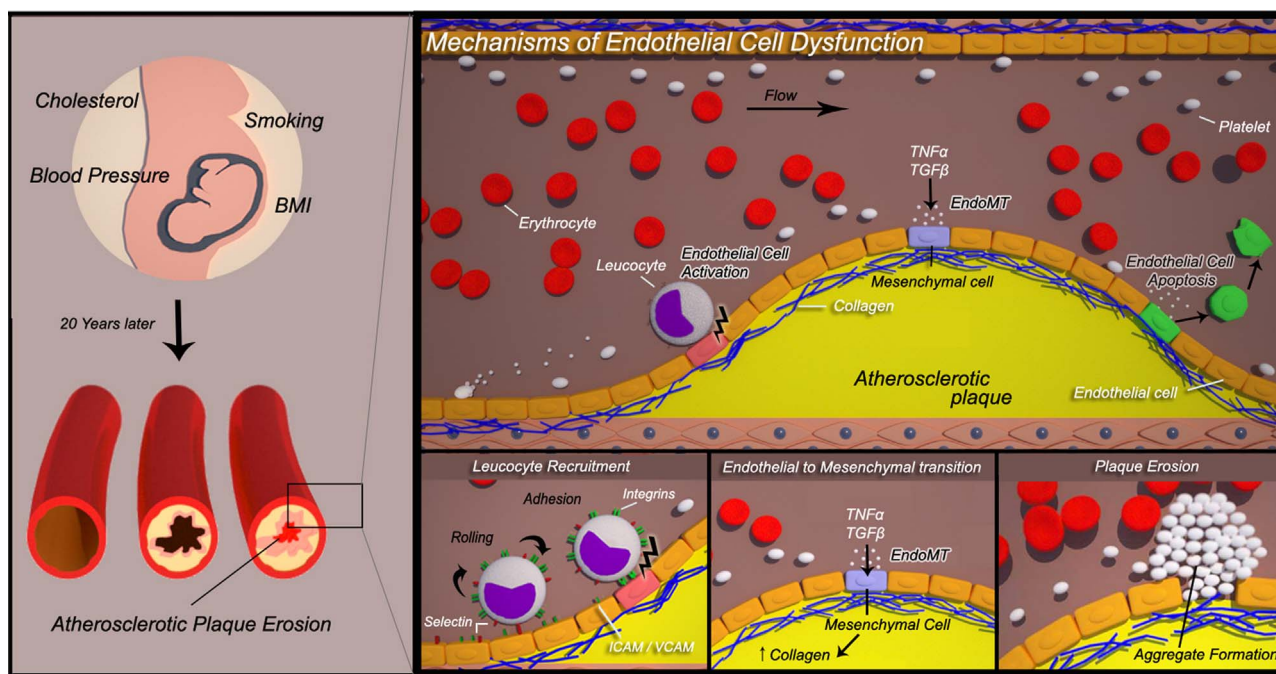 Cholesterol
Smoking
Blood Pressure
BMI
20 Years later
Atherosclerotic Plaque Erosion
Mechanisms of Endothelial Cell Dysfunction
Flow
Platelet
TNFα
TGFβ
EndoMT
Erythrocyte
Leucocyte
Endothelial Cell
Activation
Mesenchymal cell
Endothelial Cell
Apoptosis
Collagen
Atherosclerotic
plaque
Endothelial cell
Leucocyte Recruitment
Integrins
Adhesion
Rolling
Selectin
ICAM / VCAM
Endothelial to Mesenchymal transition
TNFα
TGFβ
EndoMT
Mesenchymal Cell
↑ Collagen
Plaque Erosion
Aggregate Formation